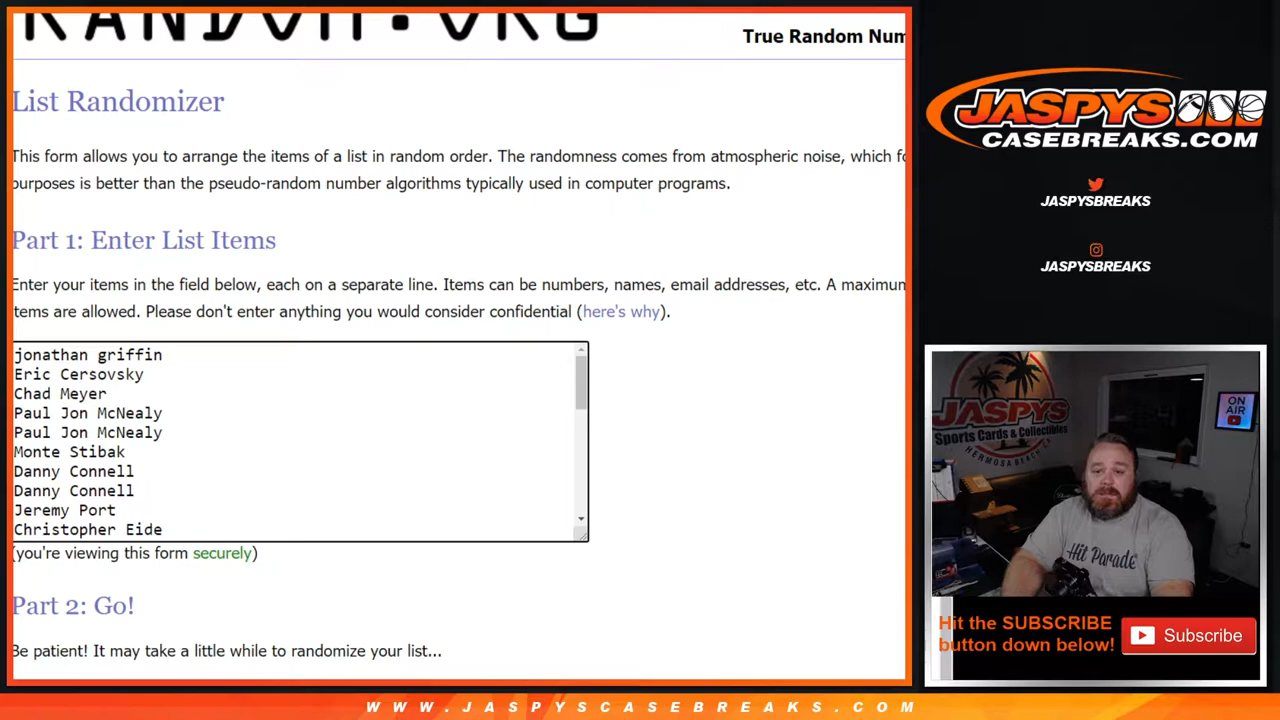 RANDOM.ORG
True Random Num
List Randomizer
This form allows you to arrange the items of a list in random order. The randomness comes from atmospheric noise, which fo
purposes is better than the pseudo-random number algorithms typically used in computer programs.
Part 1: Enter List Items
Enter your items in the field below, each on a separate line. Items can be numbers, names, email addresses, etc. A maximum
items are allowed. Please don't enter anything you would consider confidential (here's why).
jonathan griffin
Eric Cersovsky
Chad Meyer
Paul Jon McNealy
Paul Jon McNealy
Monte Stibak
Danny Connell
Danny Connell
Jeremy Port
Christopher Eide
(you're viewing this form securely)
Part 2: Go!
Be patient! It may take a little while to randomize your list...
JASPYS
CASEBREAKS.COM
JASPYSBREAKS
JASPYSBREAKS
JASPYS
Sports Cards & Collectibles
HERMOSA BEACH, CA
ON
AIR
Hit Parade
Hit the SUBSCRIBE
button down below!
Subscribe
WWW.JASPYSCASEBREAKS.COM